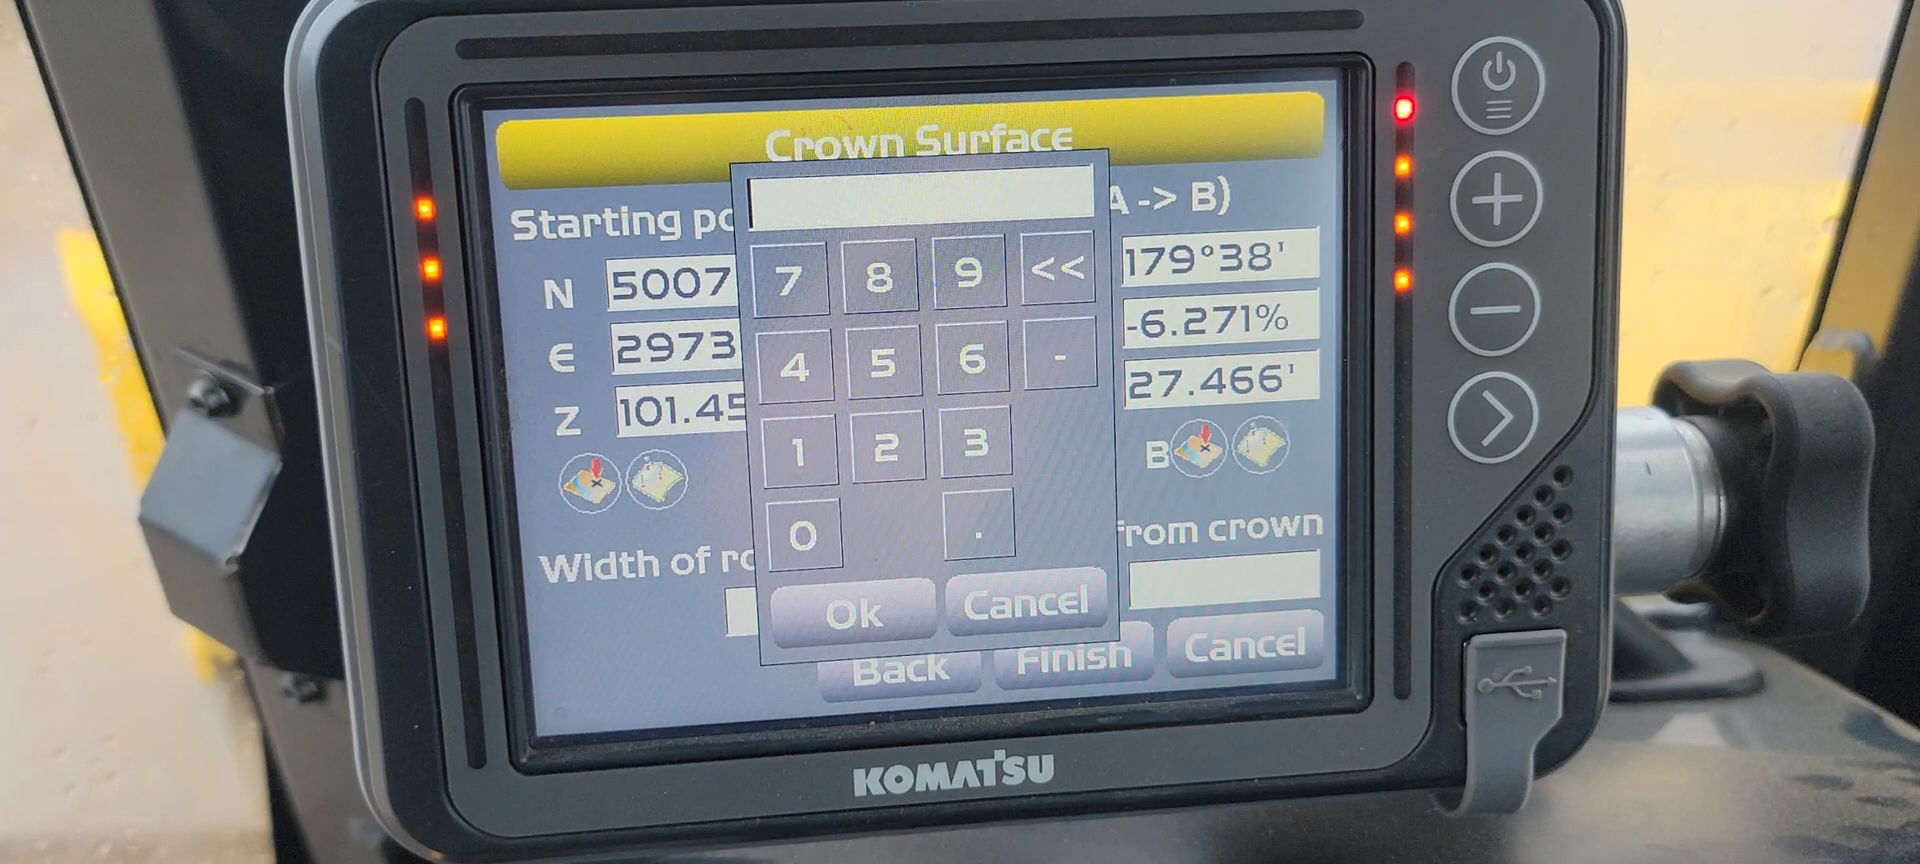 Crown Surface
Starting po
A -> B)
N 5007
179°38'
E 2973
-6.271%
Z 101.45
27.466'
B
7 8 9 <<
4 5 6 -
1 2 3
0 .
Width of ro
from crown
Ok Cancel
Back Finish Cancel
KOMATSU